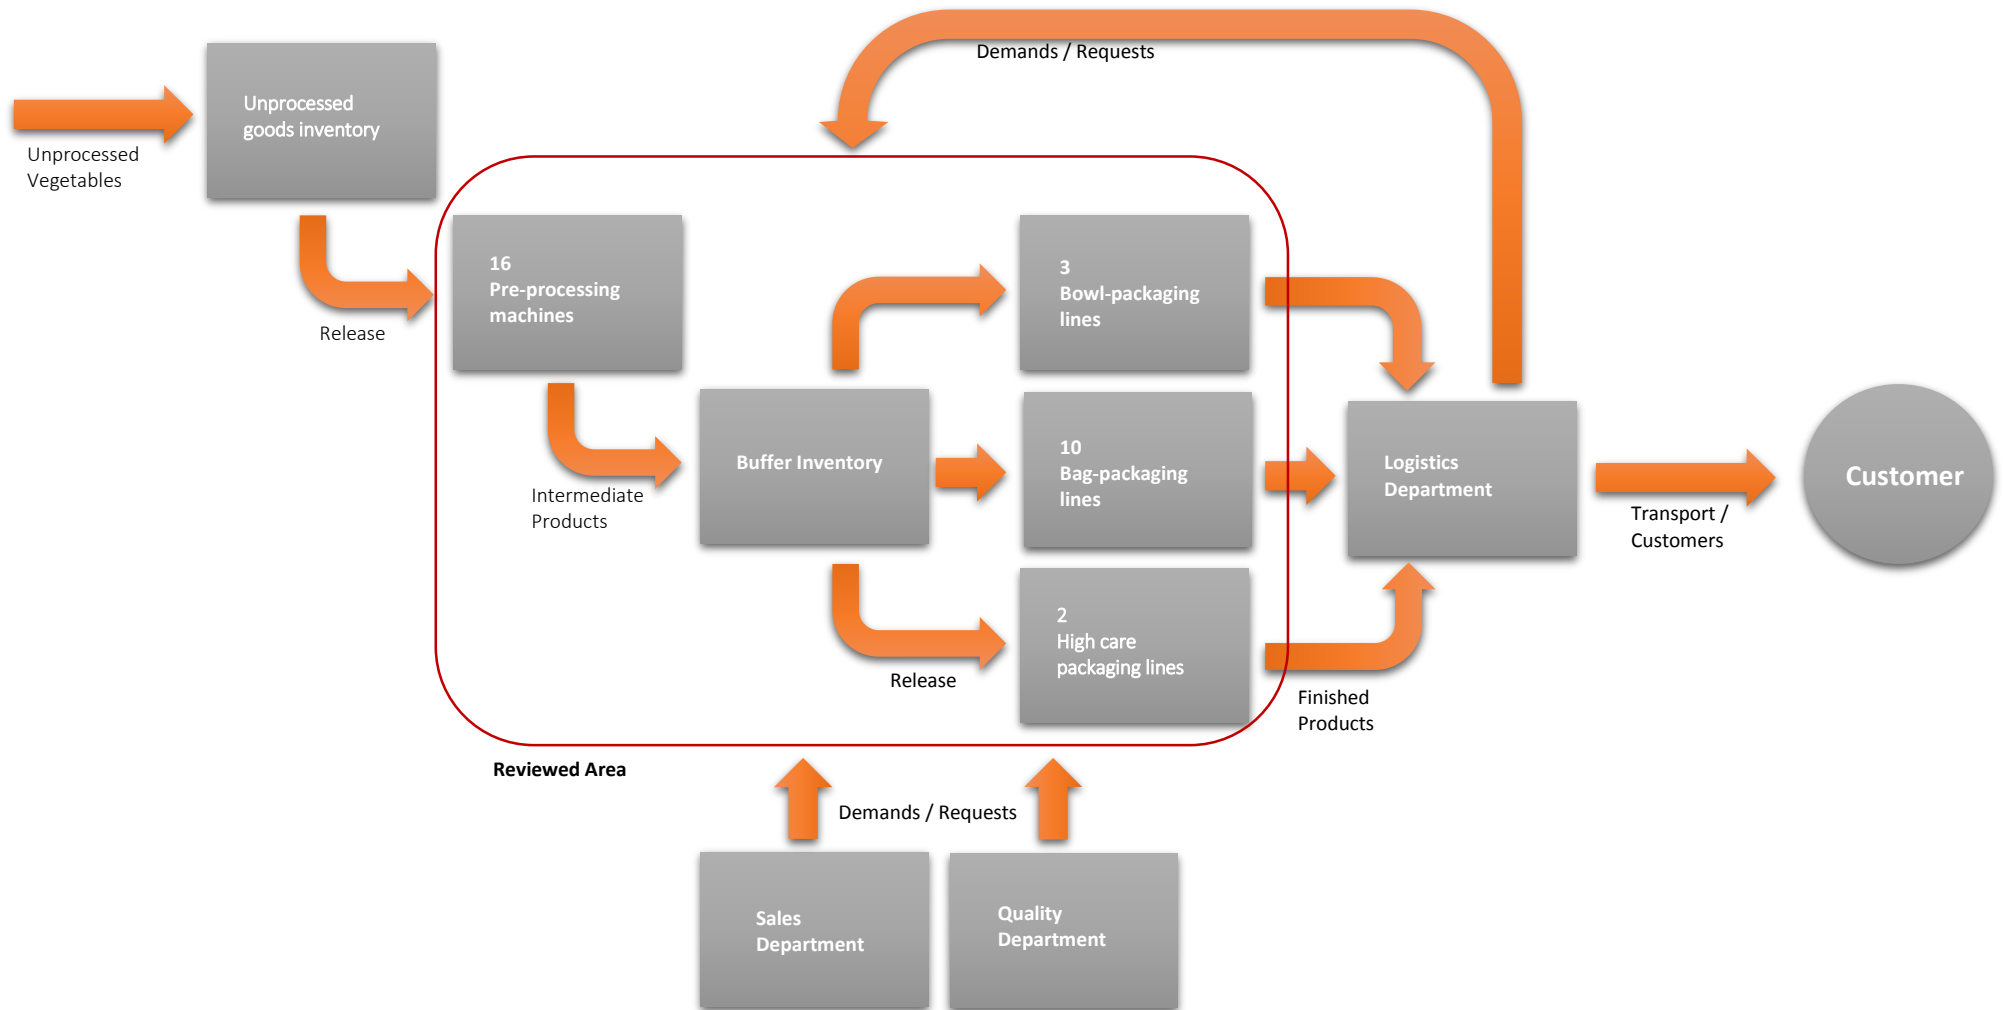 Demands / Requests
Unprocessed
goods inventory
Unprocessed
Vegetables
Release
16
Pre-processing
machines
3
Bowl-packaging
lines
Buffer Inventory
10
Bag-packaging
lines
Logistics
Department
Customer
Intermediate
Products
Transport /
Customers
2
High care
packaging lines
Release
Finished
Products
Reviewed Area
Demands / Requests
Sales
Department
Quality
Department